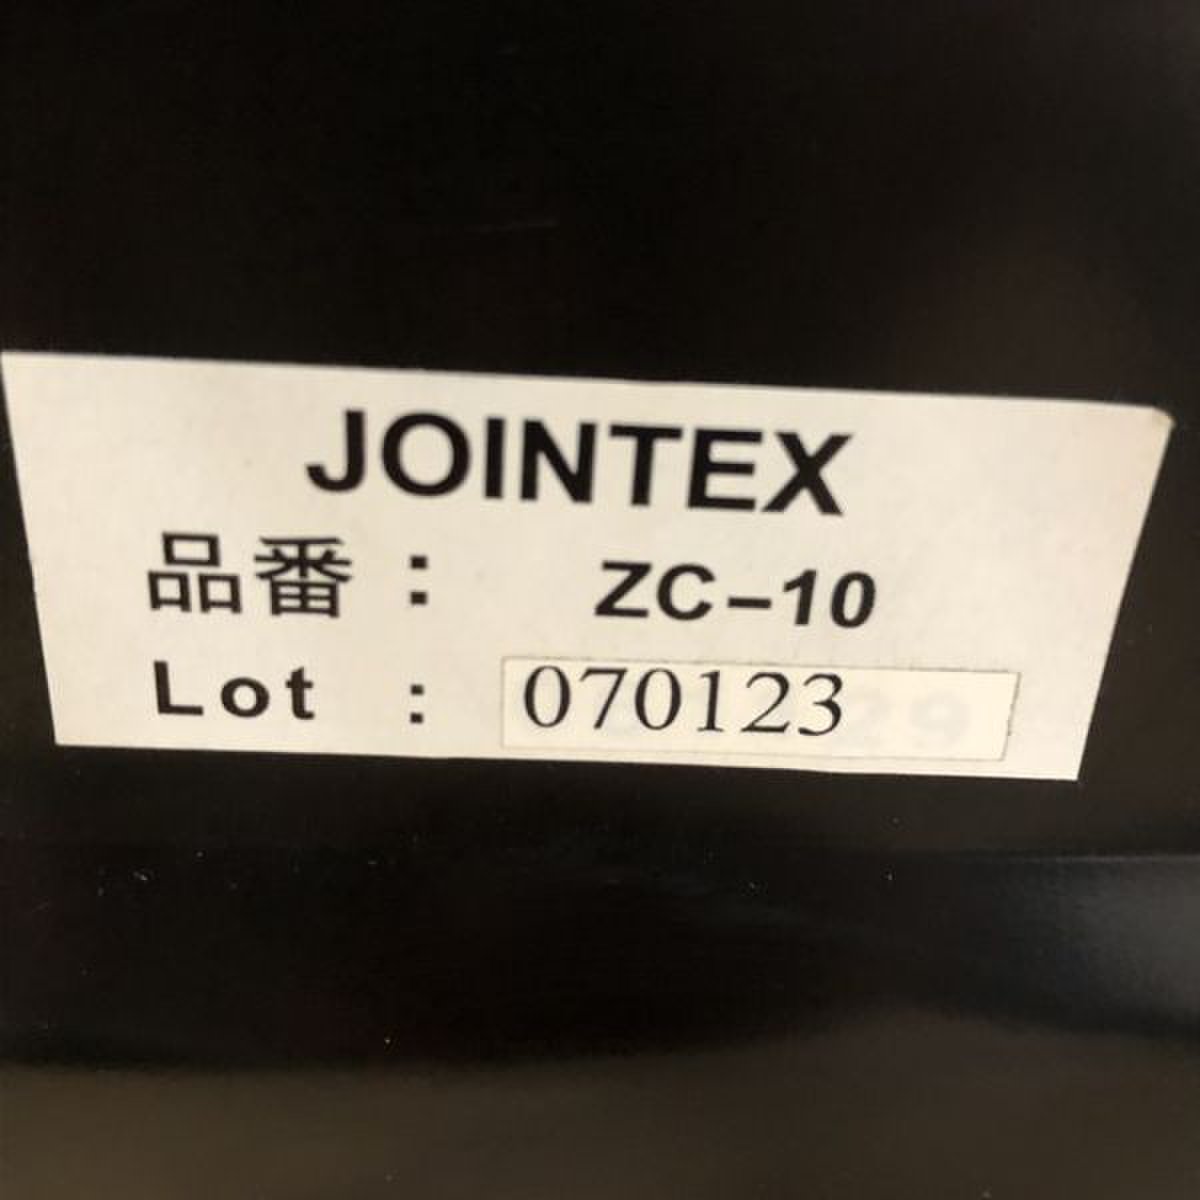 JOINTEX
品番 : ZC-10
Lot : 070123